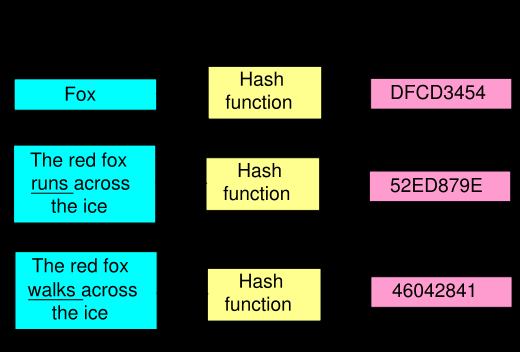 Fox
Hash
function
DFCD3454
The red fox
runs across
the ice
Hash
function
52ED879E
The red fox
walks across
the ice
Hash
function
46042841